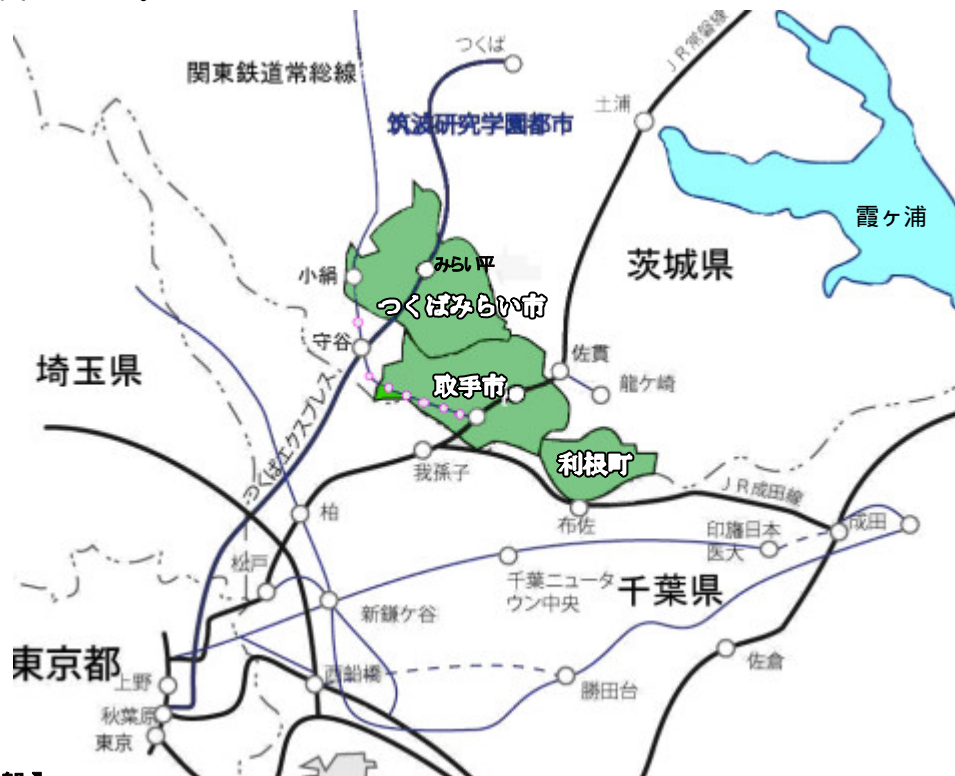 つくば
JR常磐線
関東鉄道常総線
土浦
筑波研究学園都市
霞ヶ浦
茨城県
みらい平
小絹
つくばみらい市
守谷
佐貫
埼玉県
取手市
龍ケ崎
つくばエクスプレス
利根町
我孫子
JR成田線
柏
布佐
成田
印旛日本
医大
松戸
千葉ニュータ
ウン中央
千葉県
新鎌ケ谷
東京都
西船橋
佐倉
上野
勝田台
秋葉原
東京